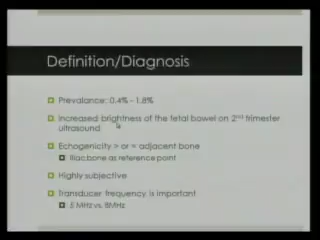 Definition/Diagnosis
Prevalance: 0.4% - 1.8%
Increased brightness of the fetal bowel on 2nd trimester
ultrasound
Echogenicity > or = adjacent bone
Iliac bone as reference point
Highly subjective
Transducer frequency is important
5 MHz vs. 8MHz